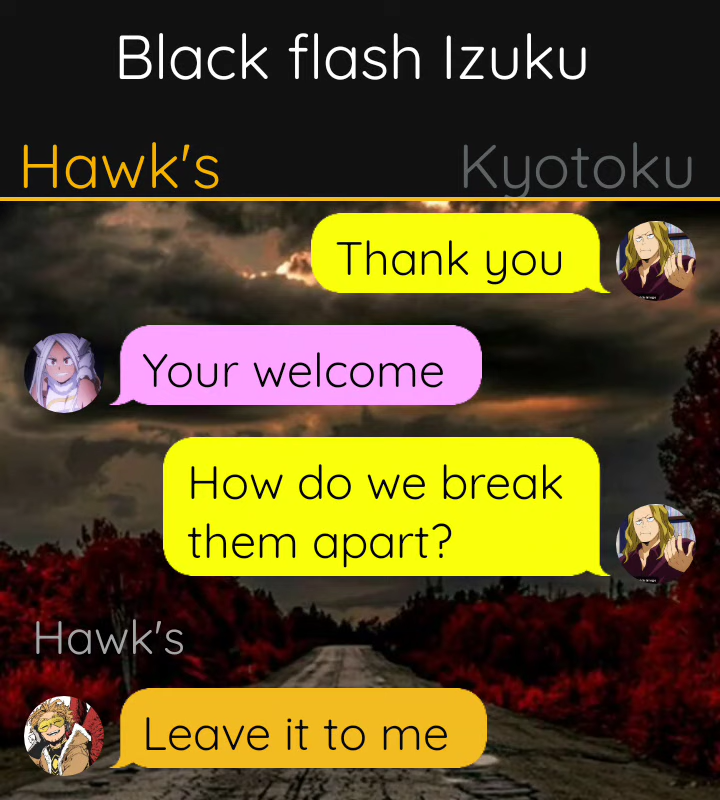 Black flash Izuku
Hawk's
Kyotoku
Thank you
Your welcome
How do we break
them apart?
Hawk's
Leave it to me